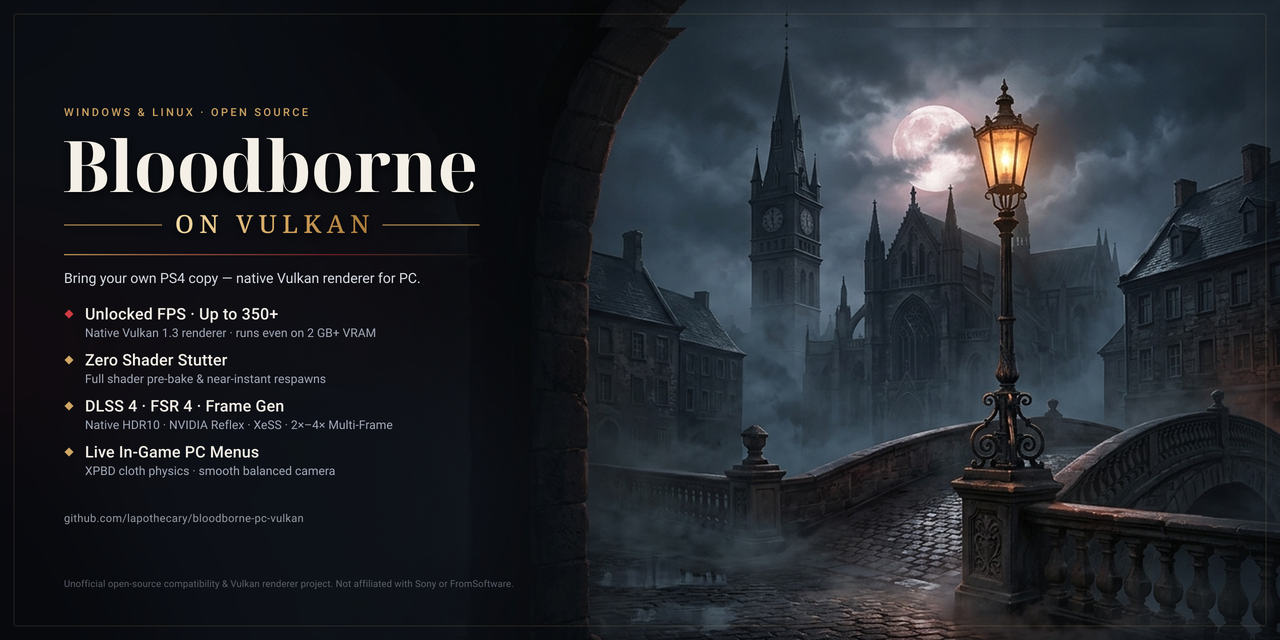 WINDOWS & LINUX · OPEN SOURCE
Bloodborne
ON VULKAN
Bring your own PS4 copy — native Vulkan renderer for PC.
Unlocked FPS · Up to 350+
Native Vulkan 1.3 renderer · runs even on 2 GB+ VRAM
Zero Shader Stutter
Full shader pre-bake & near-instant respawns
DLSS 4 · FSR 4 · Frame Gen
Native HDR10 · NVIDIA Reflex · XeSS · 2×–4× Multi-Frame
Live In-Game PC Menus
XPBD cloth physics · smooth balanced camera
github.com/lapothecary/bloodborne-pc-vulkan
Unofficial open-source compatibility & Vulkan renderer project. Not affiliated with Sony or FromSoftware.